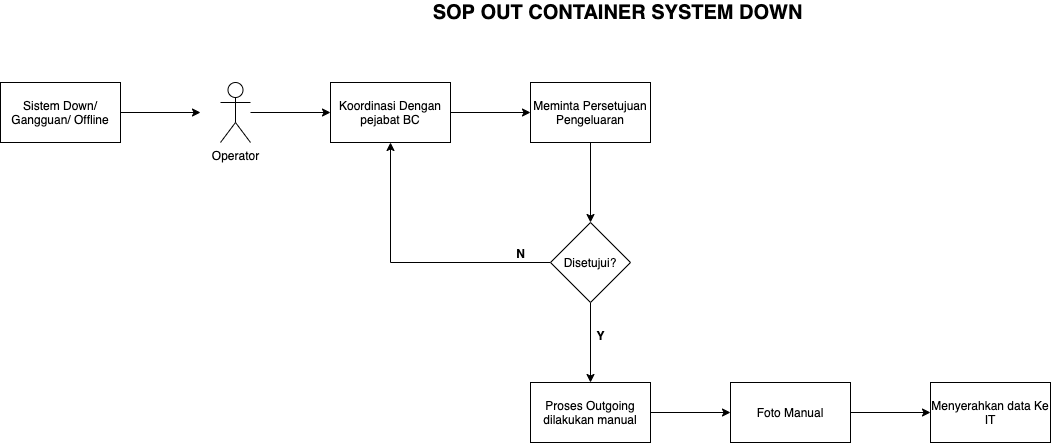 SOP OUT CONTAINER SYSTEM DOWN
Sistem Down/
Gangguan/ Offline
Operator
Koordinasi Dengan
pejabat BC
Meminta Persetujuan
Pengeluaran
Disetujui?
N
Y
Proses Outgoing
dilakukan manual
Foto Manual
Menyerahkan data Ke
IT